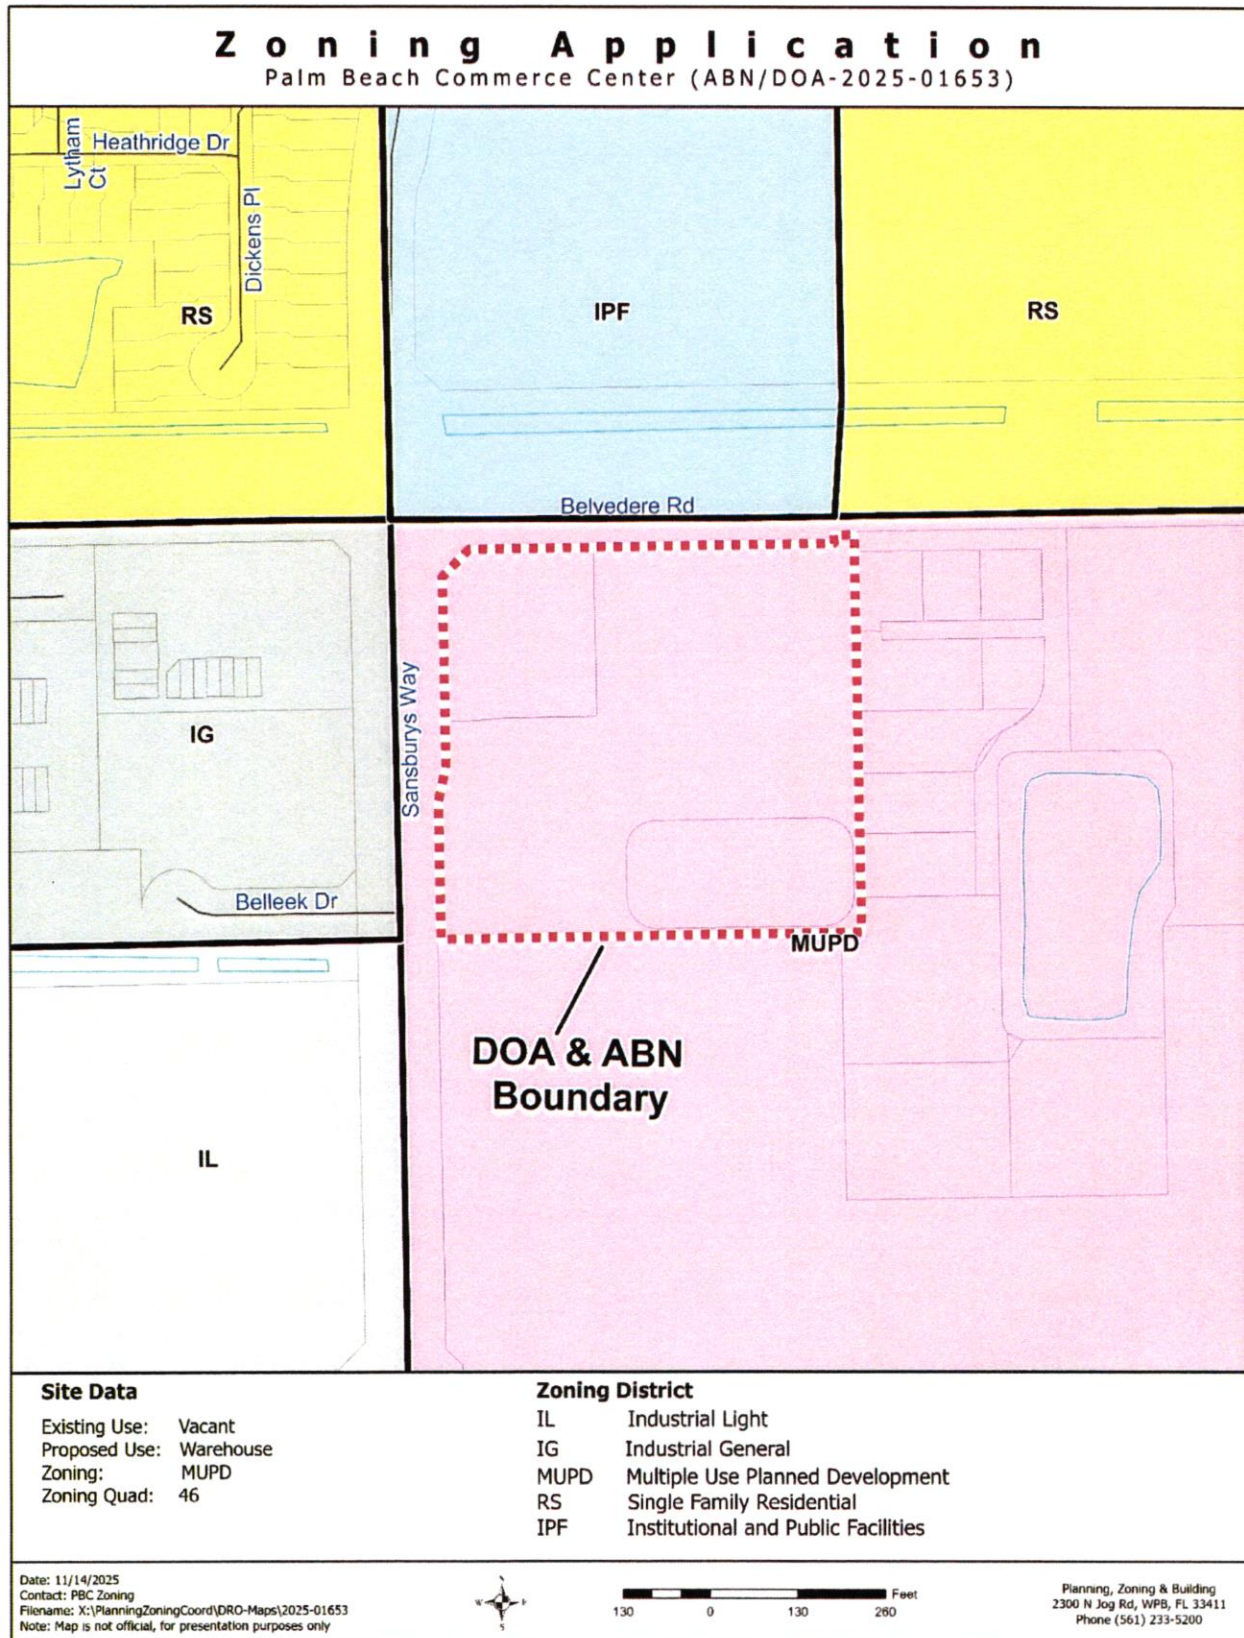 Zoning Application
Palm Beach Commerce Center (ABN/DOA-2025-01653)
Lytham
Ct
Heathridge Dr
Dickens Pl
RS
IPF
RS
Belvedere Rd
IG
Sansburys Way
Belleek Dr
MUPD
DOA & ABN
Boundary
IL
Site Data
Existing Use: Vacant
Proposed Use: Warehouse
Zoning: MUPD
Zoning Quad: 46
Zoning District
IL Industrial Light
IG Industrial General
MUPD Multiple Use Planned Development
RS Single Family Residential
IPF Institutional and Public Facilities
Date: 11/14/2025
Contact: PBC Zoning
Filename: X:\PlanningZoningCoord\DRO-Maps\2025-01653
Note: Map is not official, for presentation purposes only
N
W E
S
Feet
130 0 130 260
Planning, Zoning & Building
2300 N Jog Rd, WPB, FL 33411
Phone (561) 233-5200